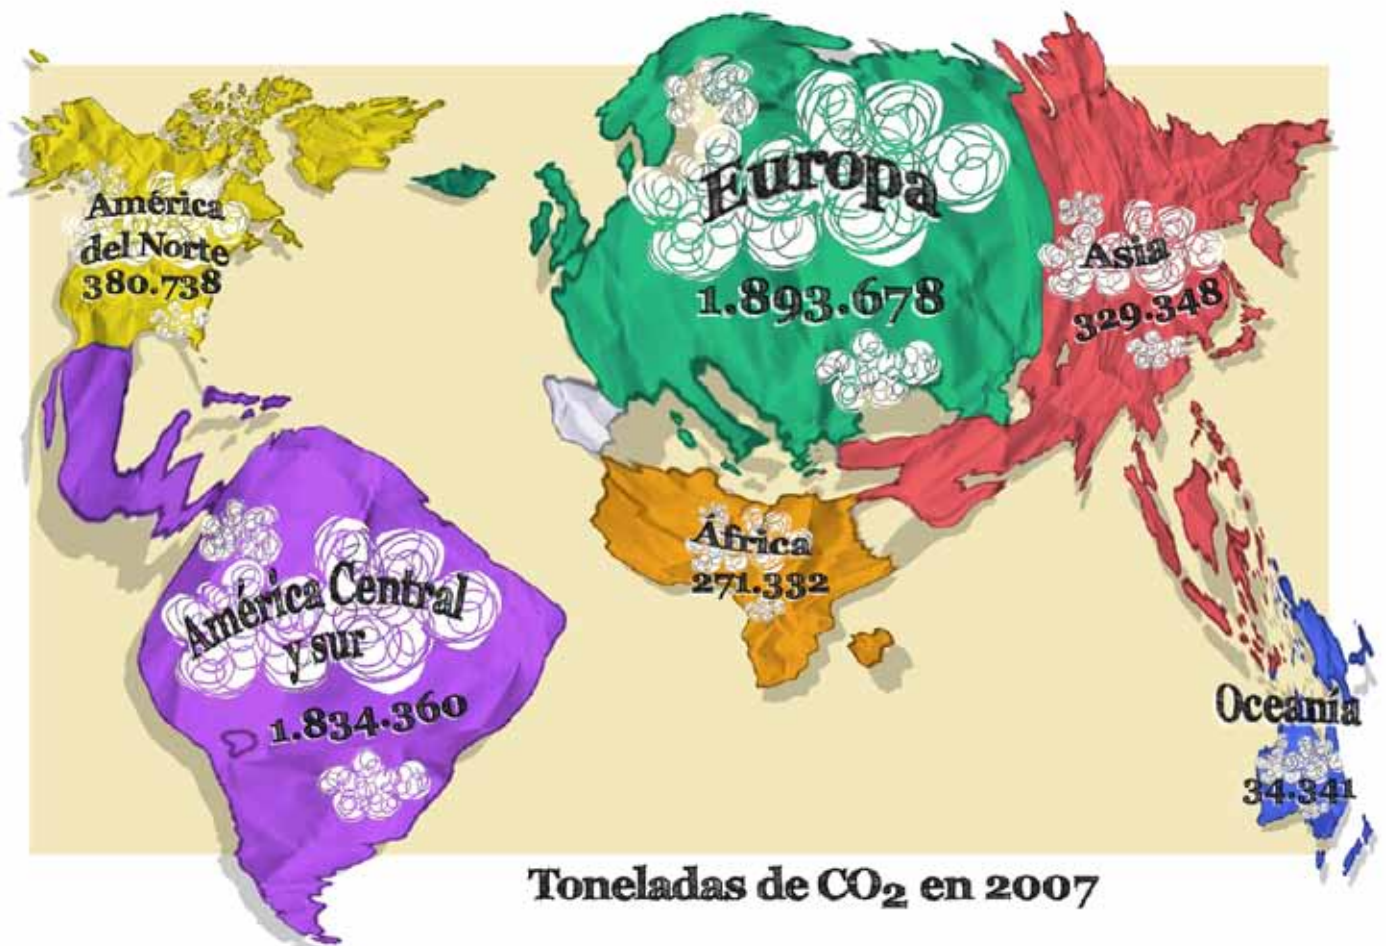 América
del Norte
380.738
Europa
1.893.678
Asia
329.348
África
271.332
América Central
y sur
1.834.360
Oceanía
34.341
Toneladas de CO₂ en 2007